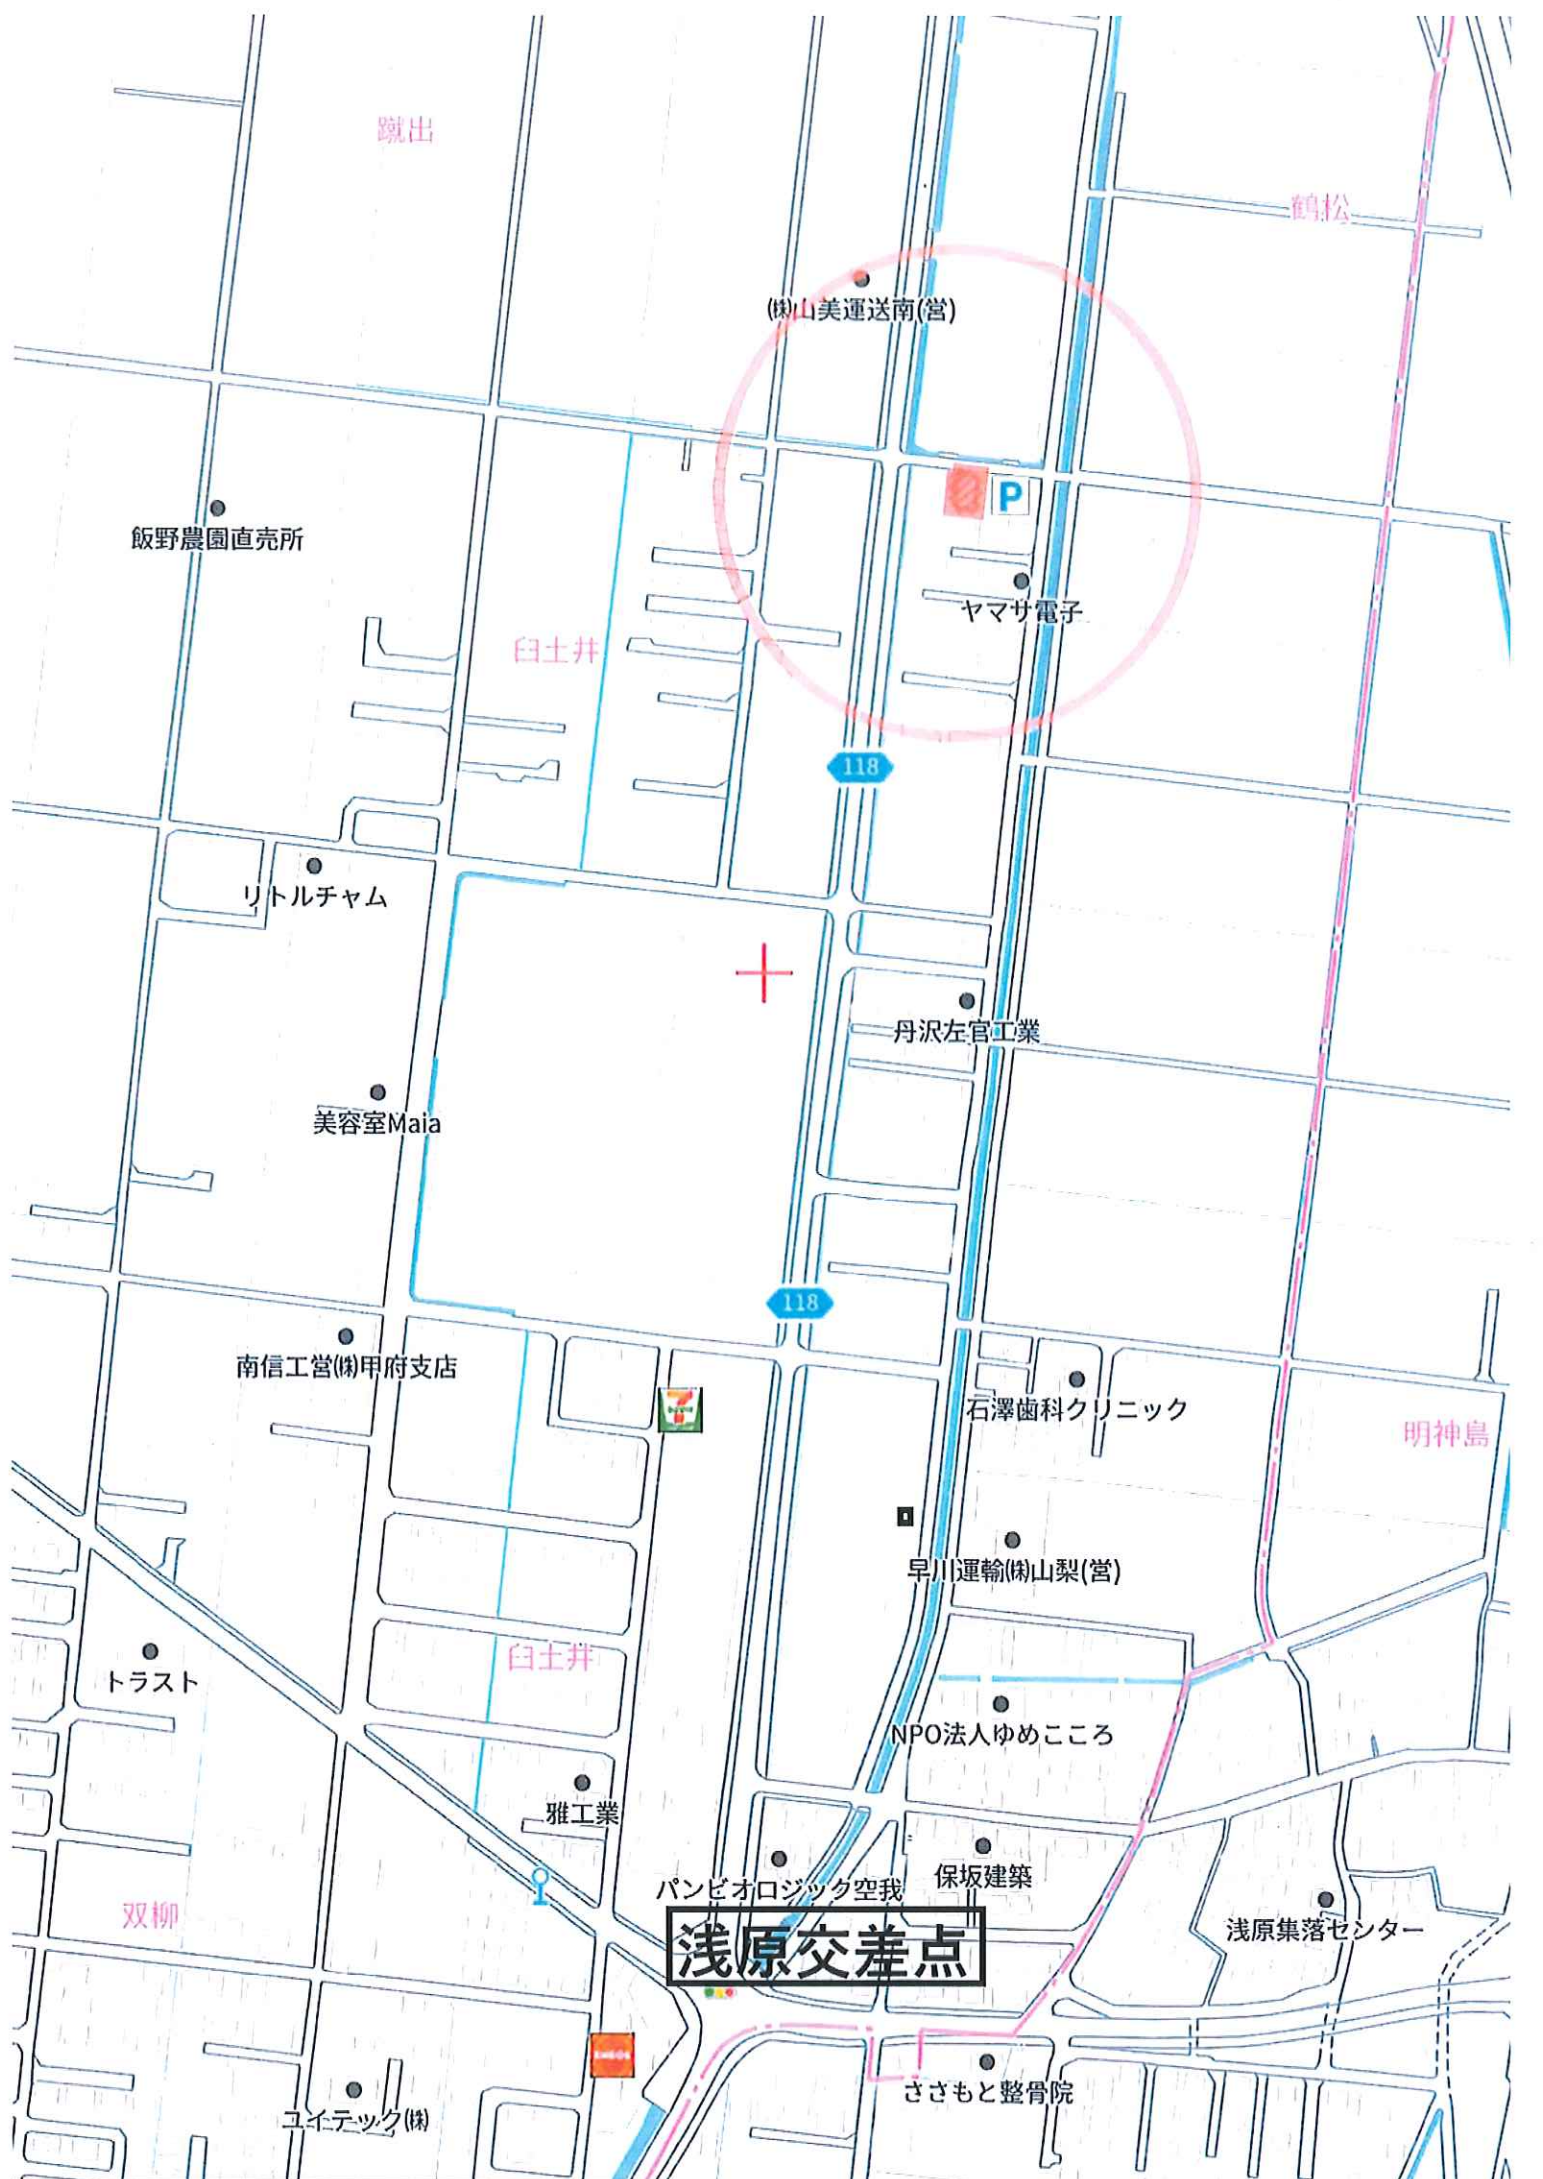 蹴出
鶴松
㈱山美運送南(営)
P
飯野農園直売所
ヤマサ電子
臼土井
118
リトルチャム
丹沢左官工業
美容室Maia
118
南信工営㈱甲府支店
石澤歯科クリニック
明神島
早川運輸㈱山梨(営)
臼土井
トラスト
NPO法人ゆめこころ
雅工業
保坂建築
パンビオロジック空我
双柳
浅原集落センター
浅原交差点
ENEOS
ささもと整骨院
ユイテック㈱